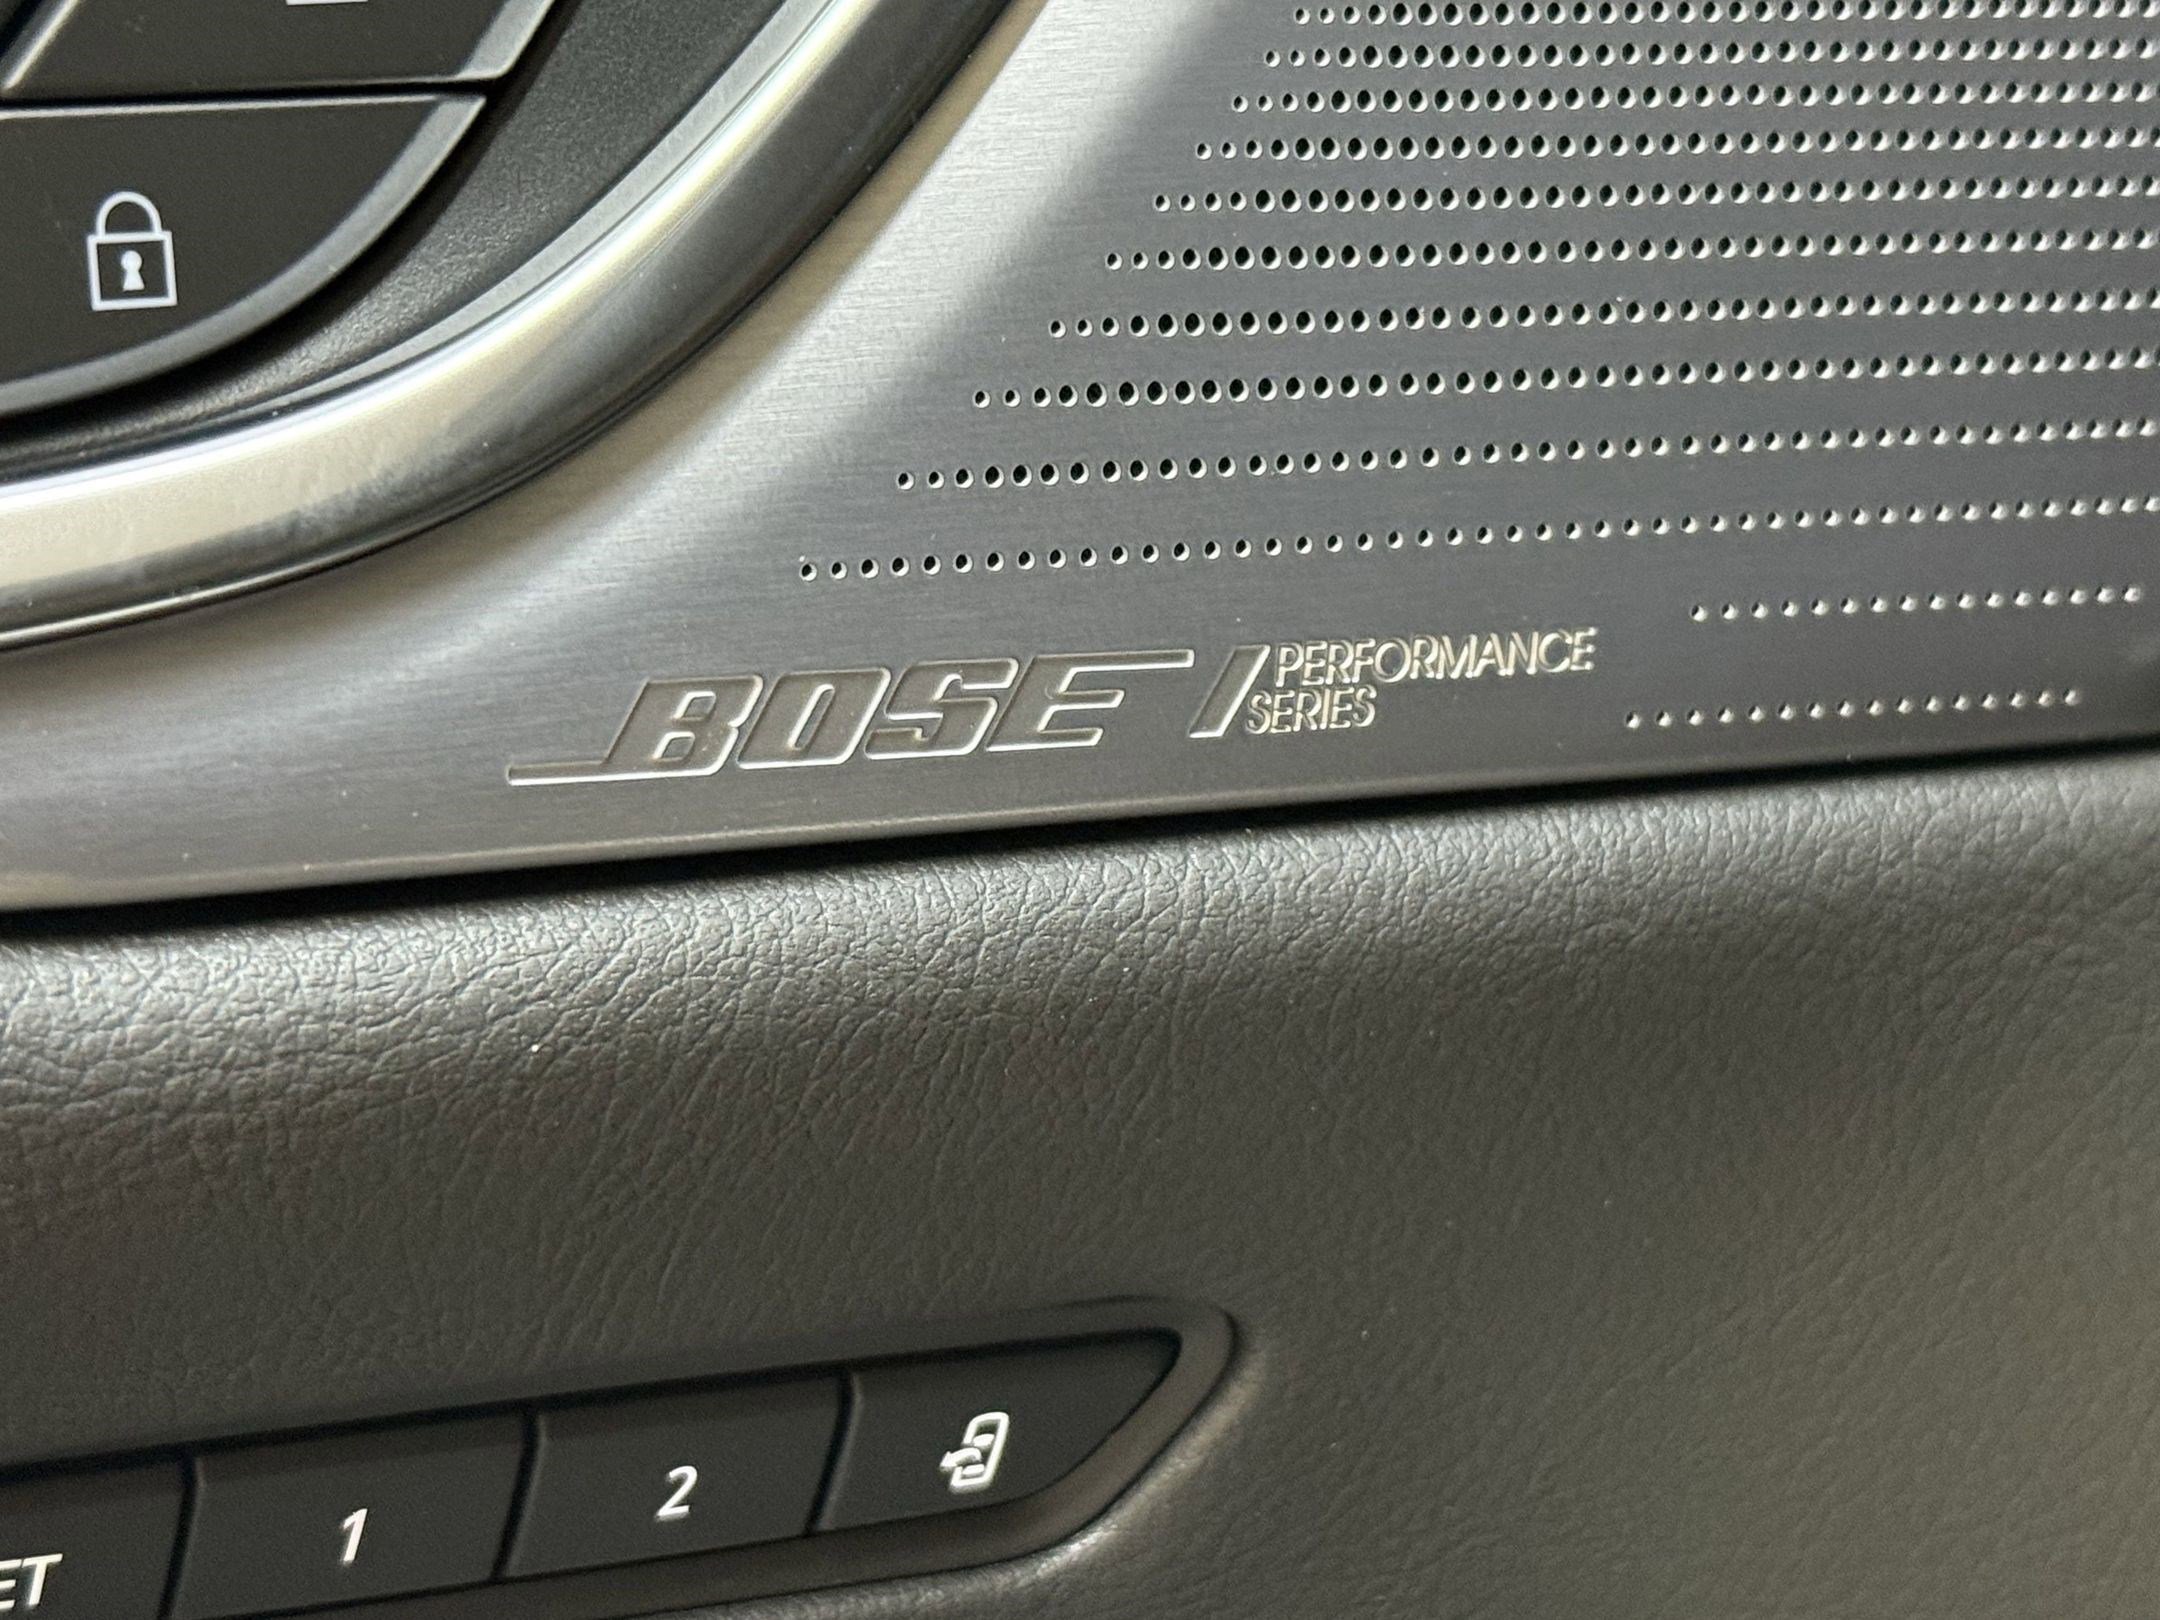 BOSE
PERFORMANCE
SERIES
ET
1
2